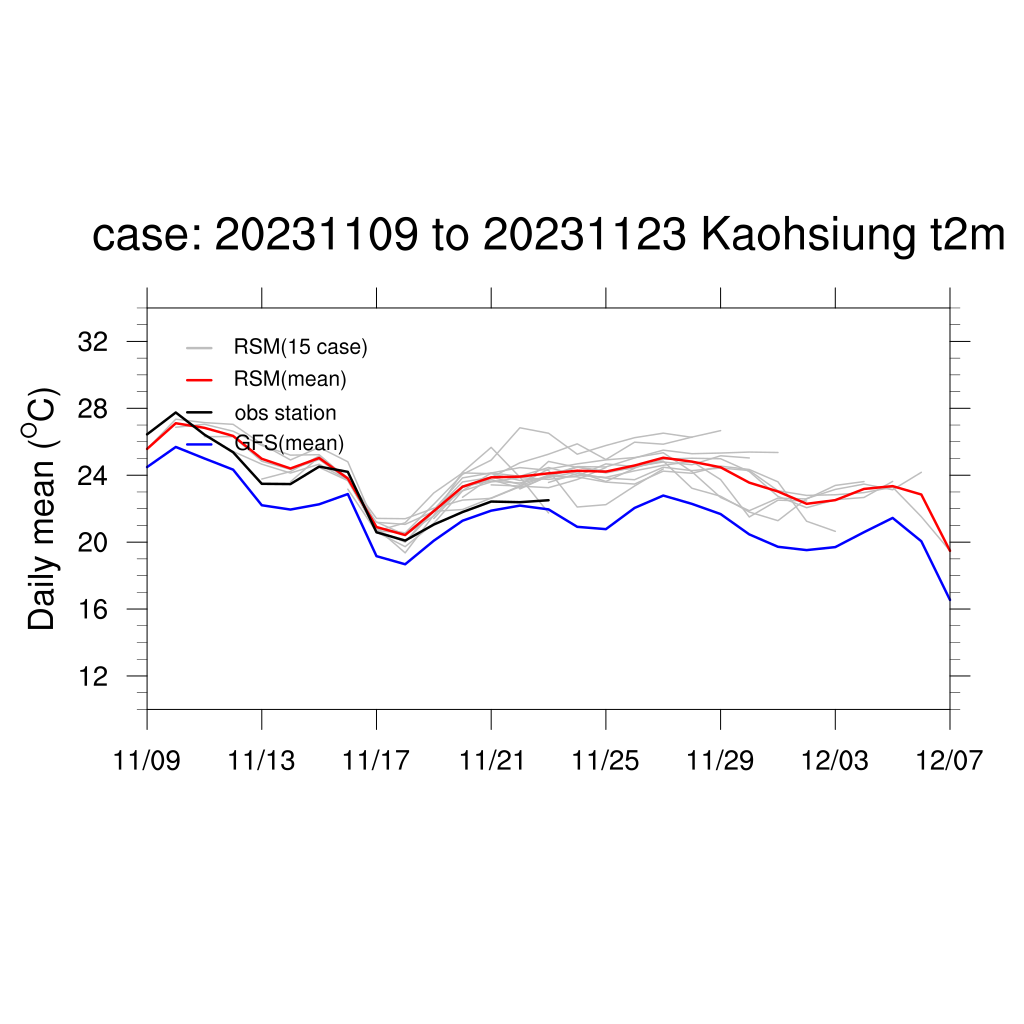 case: 20231109 to 20231123 Kaohsiung t2m
RSM(15 case)
RSM(mean)
obs station
GFS(mean)
Daily mean (OC)
32
28
24
20
16
12
11/09 11/13 11/17 11/21 11/25 11/29 12/03 12/07